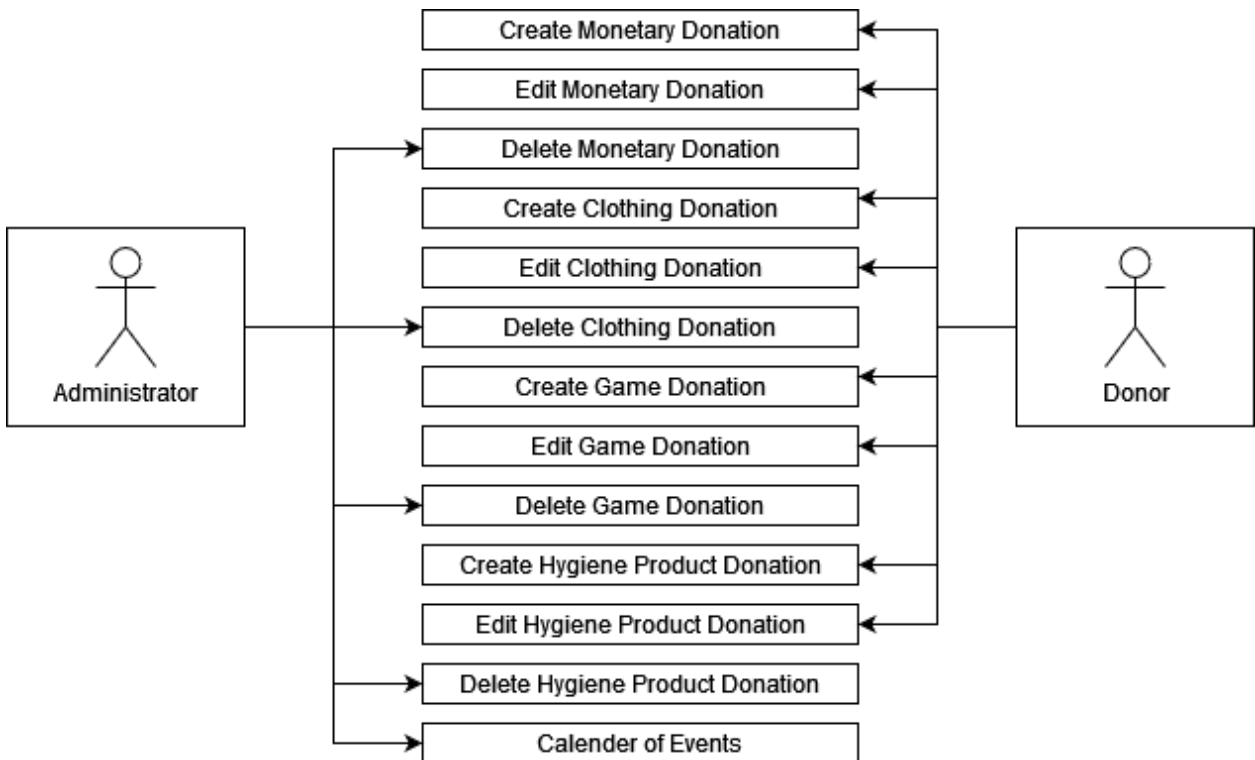 Create Monetary Donation
Edit Monetary Donation
Delete Monetary Donation
Create Clothing Donation
Edit Clothing Donation
Delete Clothing Donation
Administrator
Create Game Donation
Donor
Edit Game Donation
Delete Game Donation
Create Hygiene Product Donation
Edit Hygiene Product Donation
Delete Hygiene Product Donation
Calender of Events